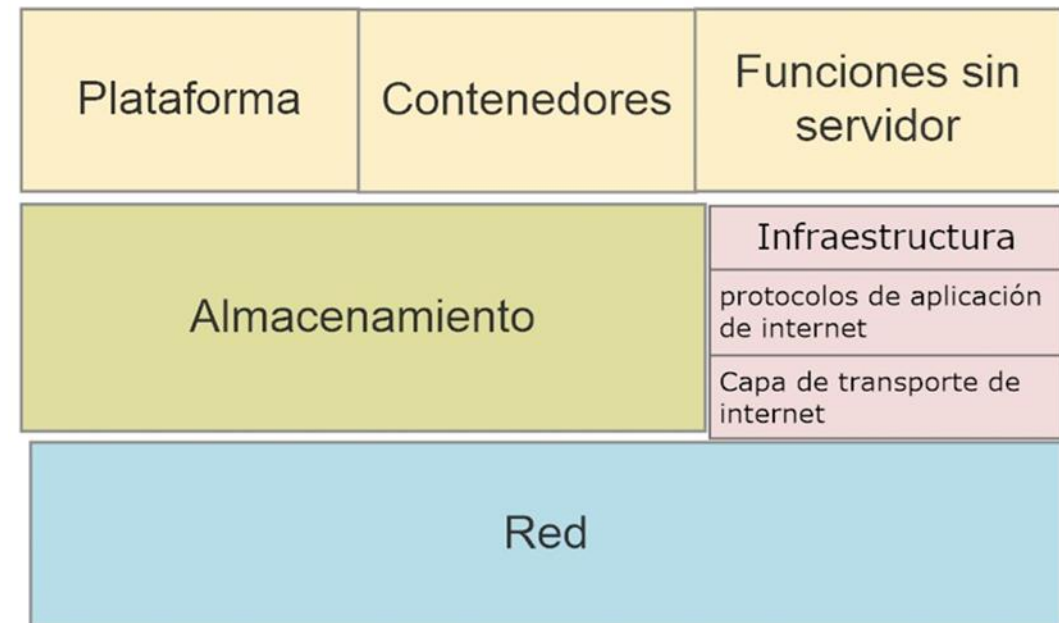 Plataforma
Contenedores
Funciones sin
servidor
Almacenamiento
Infraestructura
protocolos de aplicación
de internet
Capa de transporte de
internet
Red